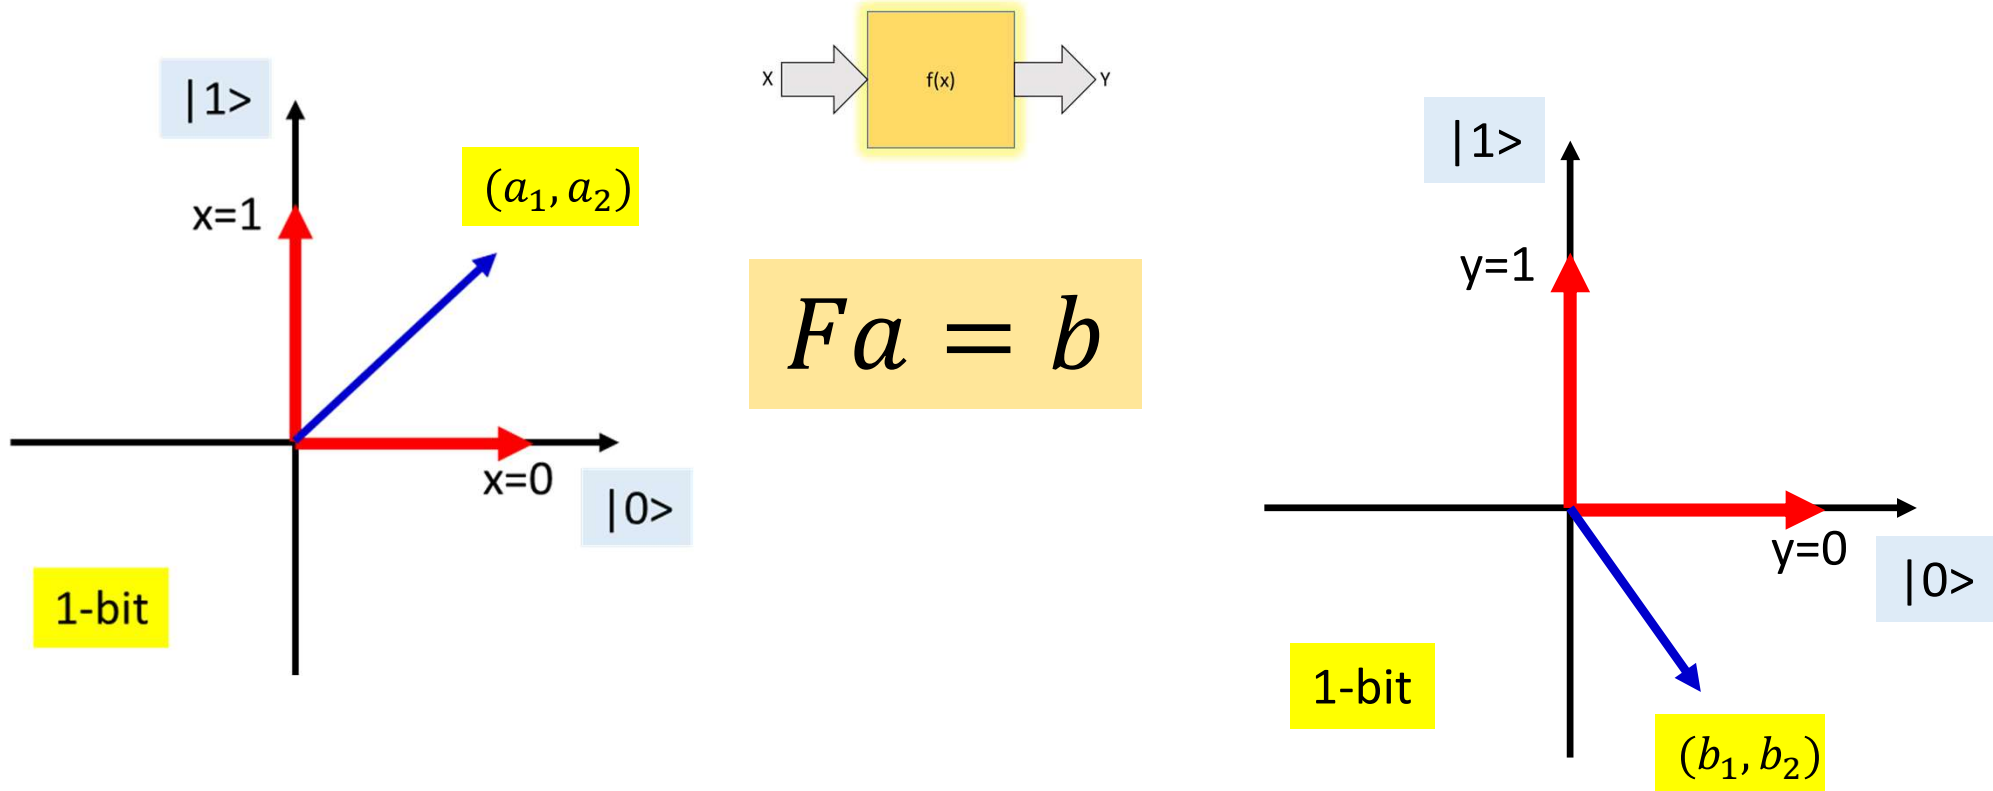 |1>
x=1
(a₁, a₂)
x=0
|0>
1-bit
X
f(x)
Y
Fa = b
|1>
y=1
y=0
|0>
1-bit
(b₁, b₂)